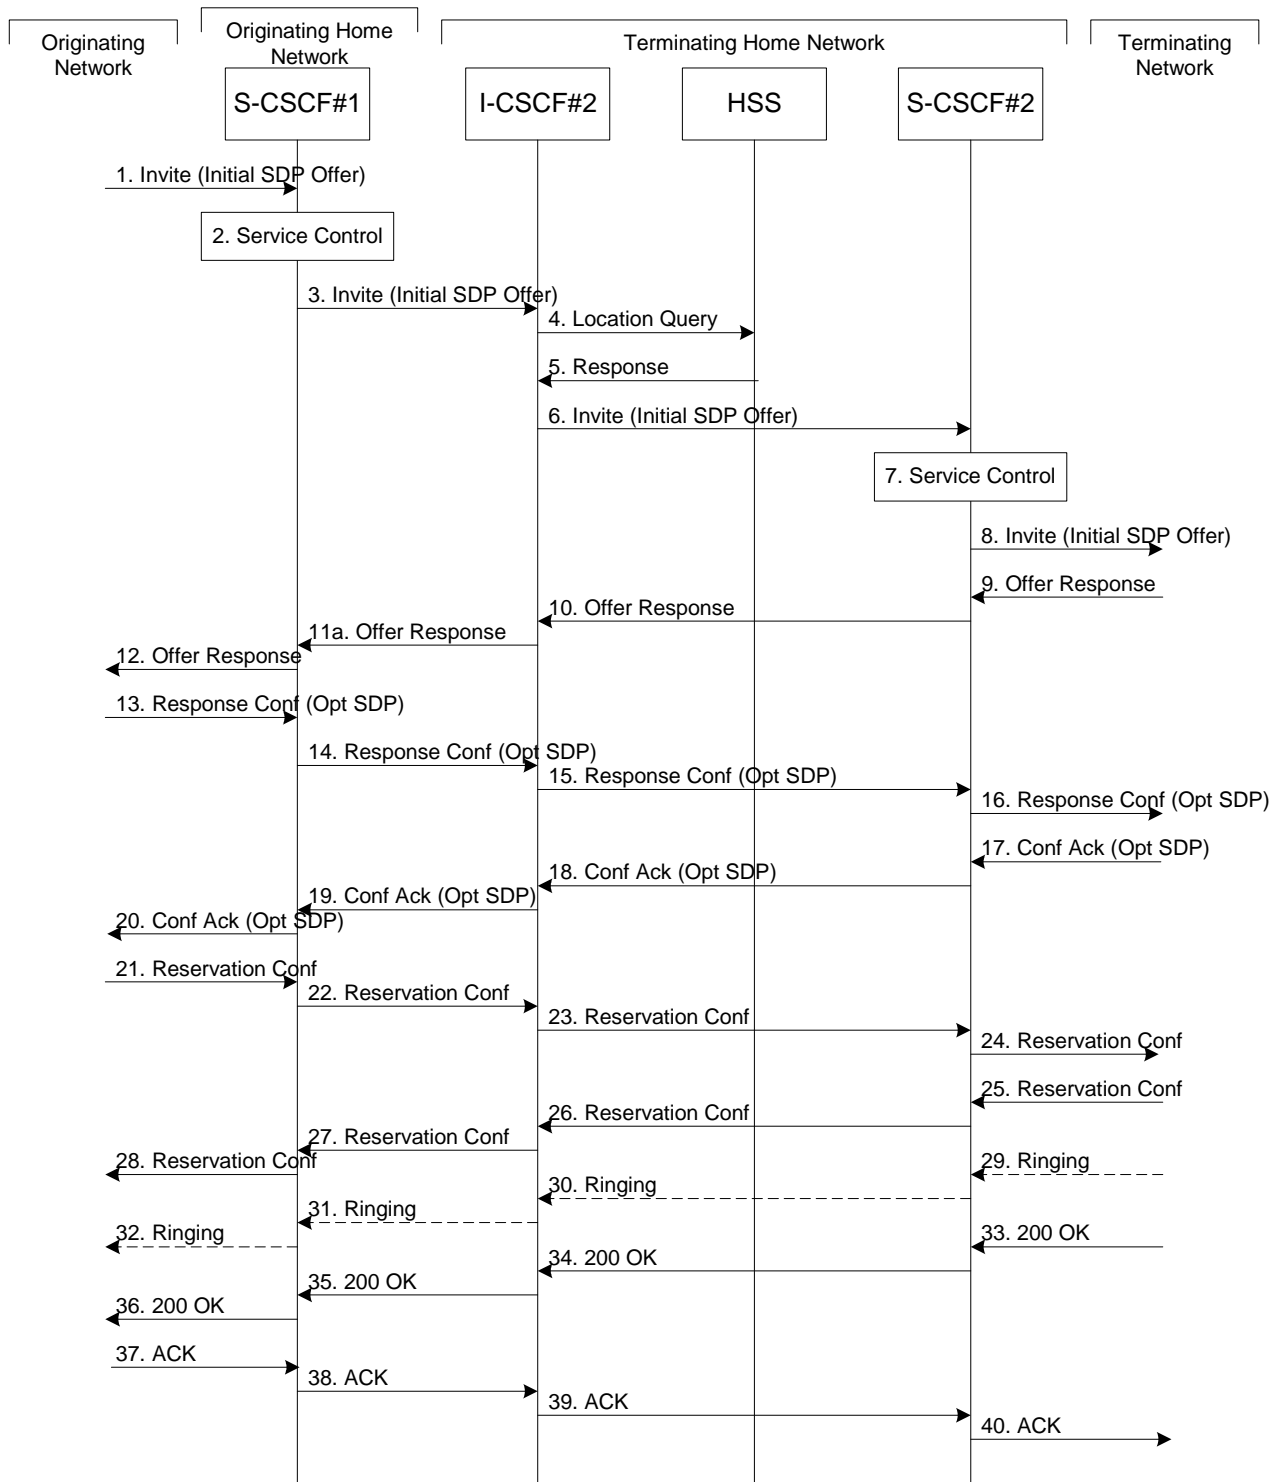 Originating
Network
Originating Home
Network
Terminating Home Network
Terminating
Network
S-CSCF#1
I-CSCF#2
HSS
S-CSCF#2
1. Invite (Initial SDP Offer)
2. Service Control
3. Invite (Initial SDP Offer)
4. Location Query
5. Response
6. Invite (Initial SDP Offer)
7. Service Control
8. Invite (Initial SDP Offer)
9. Offer Response
10. Offer Response
11a. Offer Response
12. Offer Response
13. Response Conf (Opt SDP)
14. Response Conf (Opt SDP)
15. Response Conf (Opt SDP)
16. Response Conf (Opt SDP)
17. Conf Ack (Opt SDP)
18. Conf Ack (Opt SDP)
19. Conf Ack (Opt SDP)
20. Conf Ack (Opt SDP)
21. Reservation Conf
22. Reservation Conf
23. Reservation Conf
24. Reservation Conf
25. Reservation Conf
26. Reservation Conf
27. Reservation Conf
28. Reservation Conf
29. Ringing
30. Ringing
31. Ringing
32. Ringing
33. 200 OK
34. 200 OK
35. 200 OK
36. 200 OK
37. ACK
38. ACK
39. ACK
40. ACK